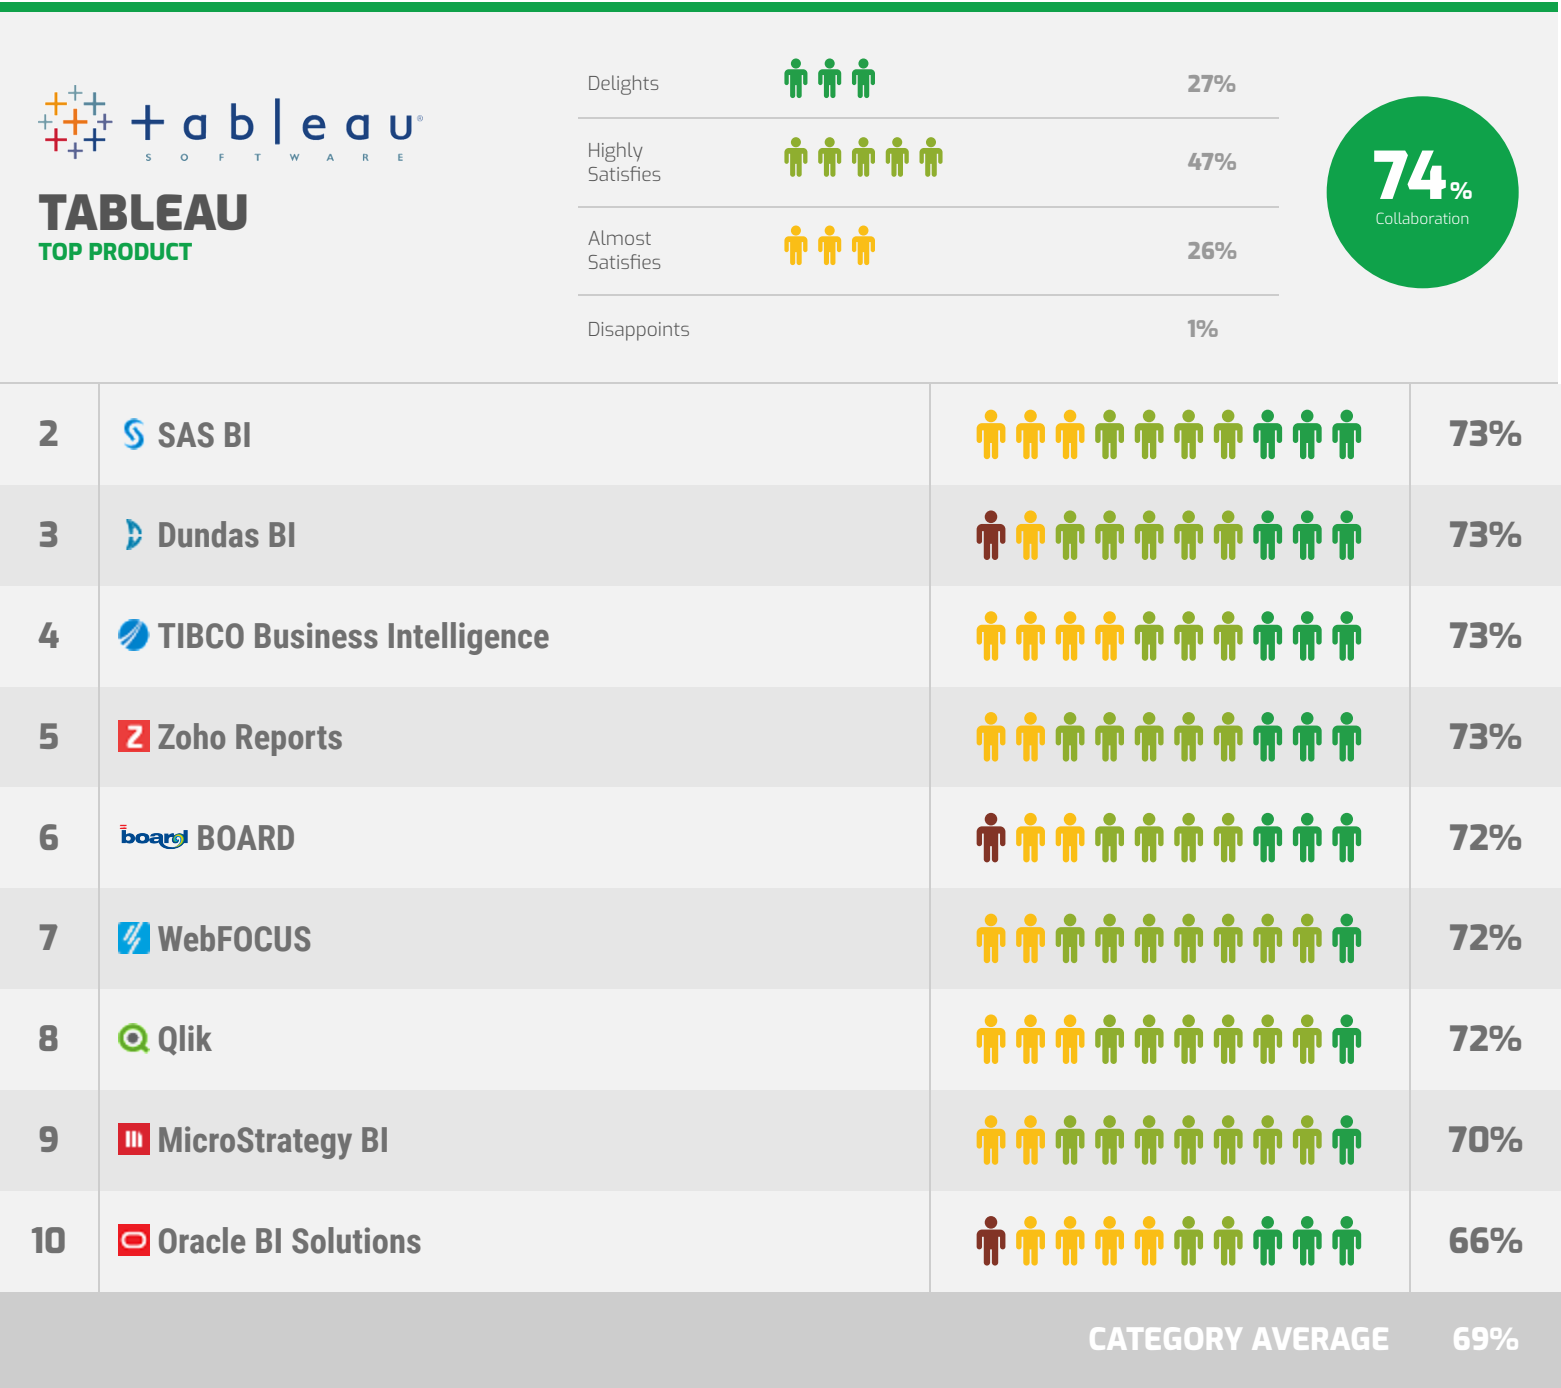 tableau®
SOFTWARE
TABLEAU
TOP PRODUCT
Delights 27%
Highly
Satisfies 47%
Almost
Satisfies 26%
Disappoints 1%
74%
Collaboration
2 SAS BI 73%
3 Dundas BI 73%
4 TIBCO Business Intelligence 73%
5 Zoho Reports 73%
6 board BOARD 72%
7 WebFOCUS 72%
8 Qlik 72%
9 MicroStrategy BI 70%
10 Oracle BI Solutions 66%
CATEGORY AVERAGE 69%